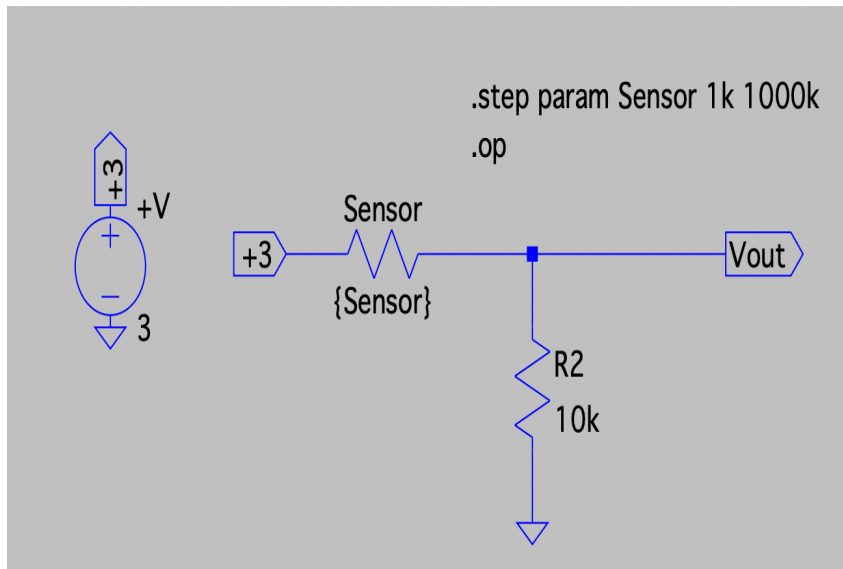 .step param Sensor 1k 1000k
.op
+3
+V
3
+3
Sensor
{Sensor}
Vout
R2
10k